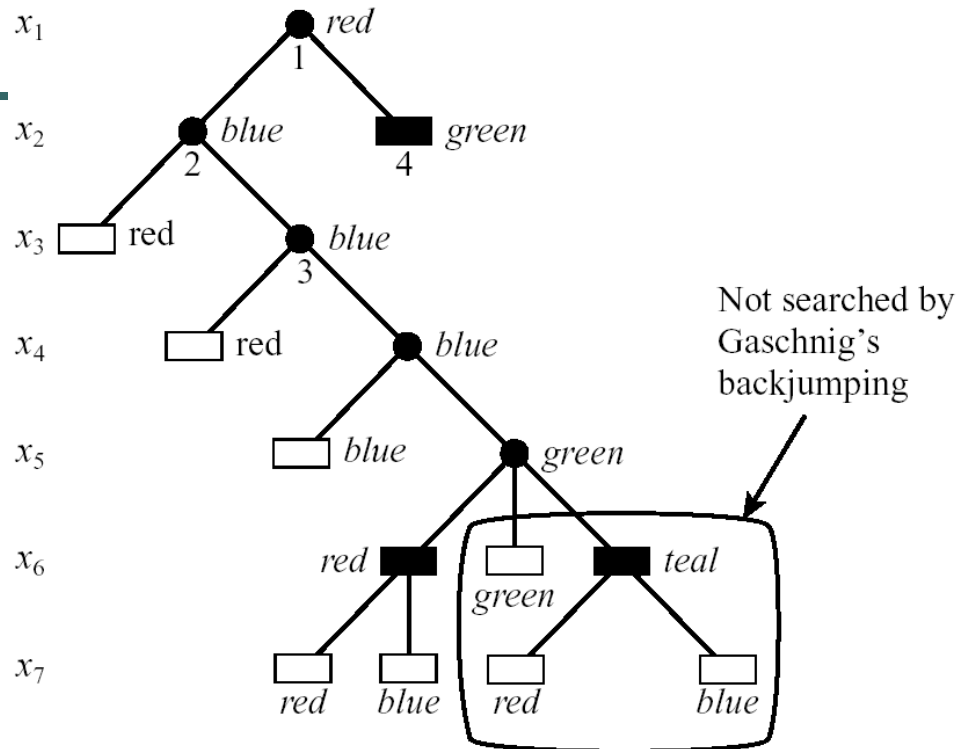 x₁ red
1
x₂ blue green
2 4
x₃ red blue
3
Not searched by
Gaschnig's
backjumping
x₄ red blue
x₅ blue green
x₆ red teal
green
x₇
red blue red blue